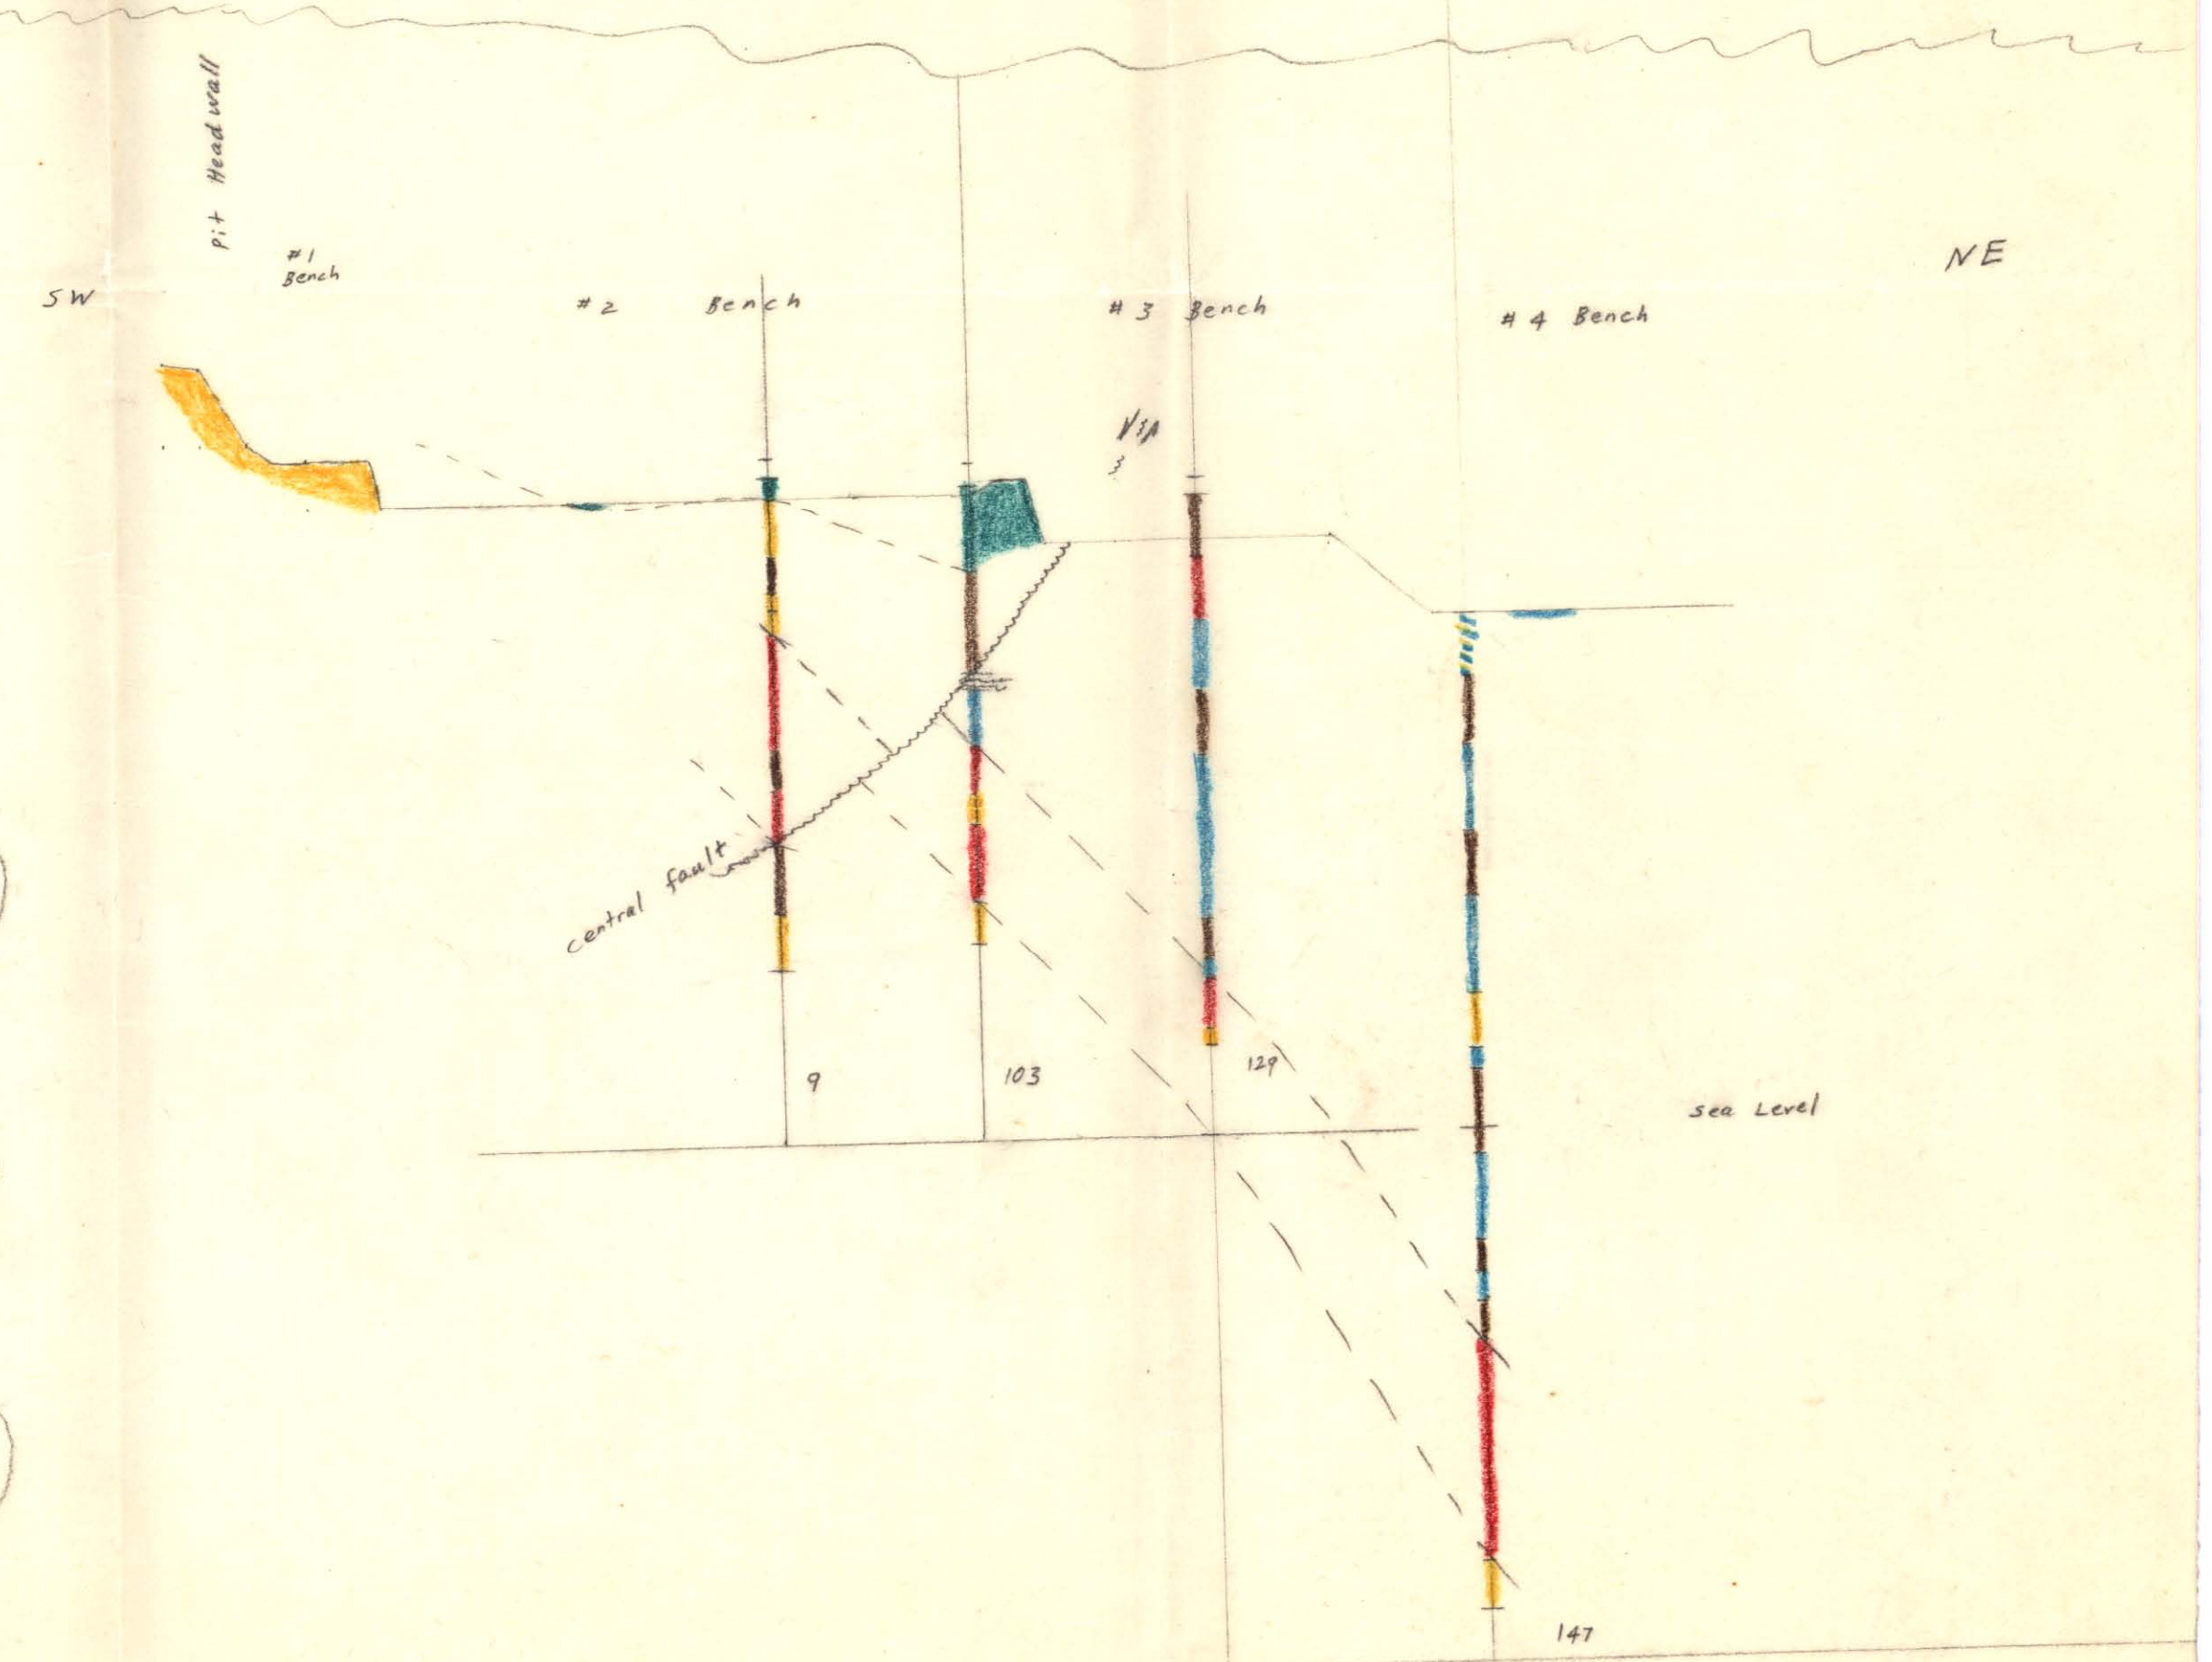 Pit Headwall
#1
Bench
SW
#2 Bench
#3 Bench
#4 Bench
NE
central fault
9
103
129
sea Level
147